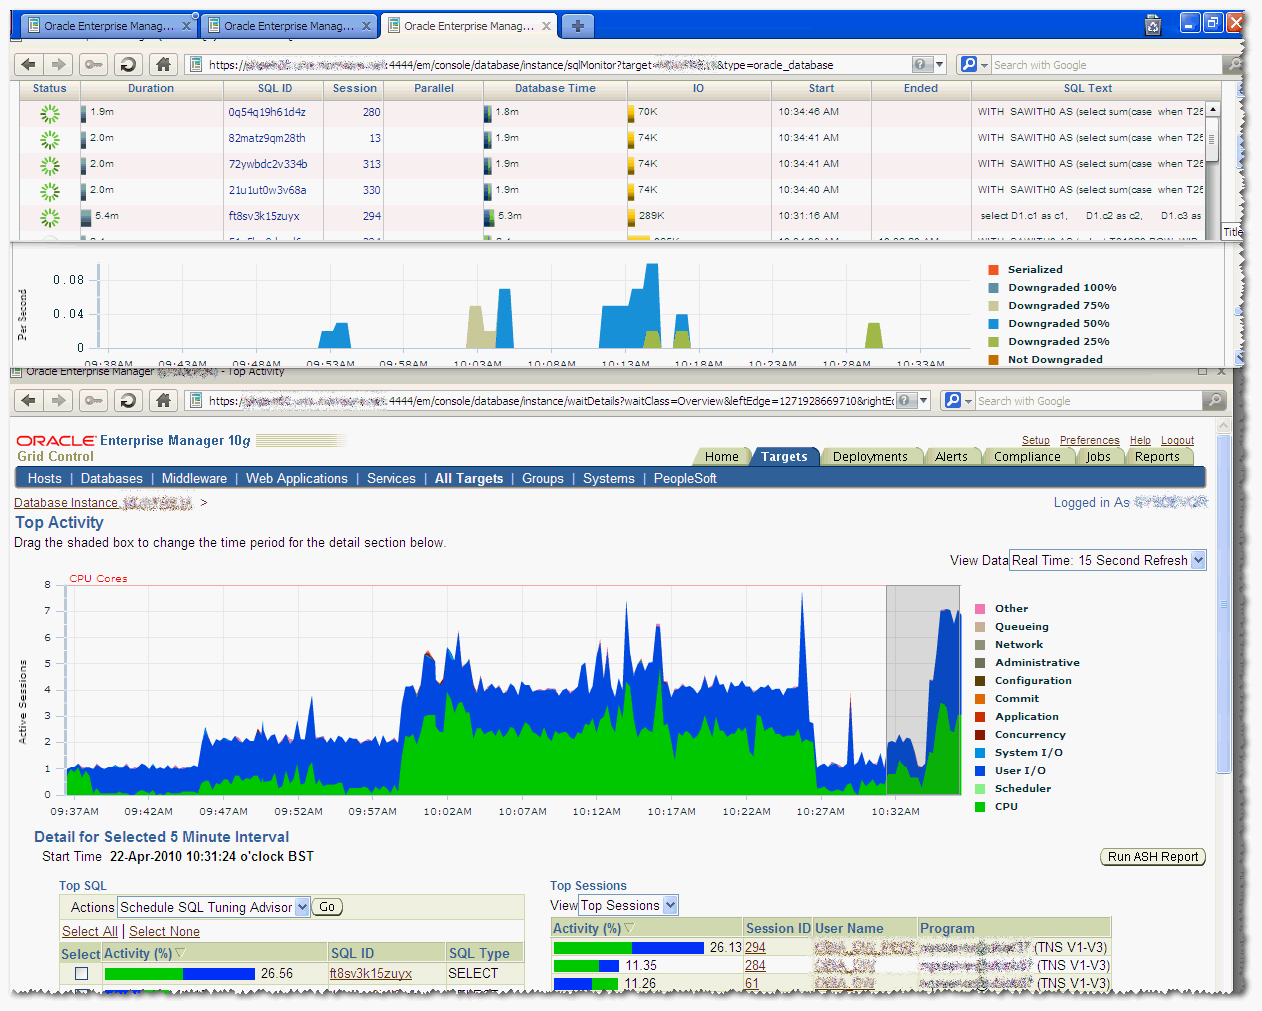 Oracle Enterprise Manag... Oracle Enterprise Manag... Oracle Enterprise Manag...
https:// :4444/em/console/database/instance/sqlMonitor?target= &type=oracle_database Search with Google
Status Duration SQL ID Session Parallel Database Time IO Start Ended SQL Text
1.9m 0q54q19h61d4z 280 1.8m 70K 10:34:46 AM WITH SAWITH0 AS (select sum(case when T25
2.0m 82matz9qm28th 13 1.9m 74K 10:34:41 AM WITH SAWITH0 AS (select sum(case when T26
2.0m 72ywbdc2v334b 313 1.9m 74K 10:34:41 AM WITH SAWITH0 AS (select sum(case when T26
2.0m 21u1ut0w3v68a 330 1.9m 74K 10:34:40 AM WITH SAWITH0 AS (select sum(case when T26
5.4m ft8sv3k15zuyx 294 5.3m 289K 10:31:16 AM select D1.c1 as c1, D1.c2 as c2, D1.c3 as
Title
Per Second
0.08
0.04
0
09:38AM 09:43AM 09:48AM 09:53AM 09:58AM 10:03AM 10:08AM 10:13AM 10:18AM 10:23AM 10:28AM 10:33AM
Serialized
Downgraded 100%
Downgraded 75%
Downgraded 50%
Downgraded 25%
Not Downgraded
Oracle Enterprise Manager - Top Activity
https:// :4444/em/console/database/instance/waitDetails?waitClass=Overview&leftEdge=1271928669710&rightEd Search with Google
ORACLE Enterprise Manager 10g
Grid Control
Setup Preferences Help Logout
Home Targets Deployments Alerts Compliance Jobs Reports
Hosts | Databases | Middleware | Web Applications | Services | All Targets | Groups | Systems | PeopleSoft
Database Instance >
Logged in As
Top Activity
Drag the shaded box to change the time period for the detail section below.
View Data Real Time: 15 Second Refresh
CPU Cores
Active Sessions
8
7
6
5
4
3
2
1
0
09:37AM 09:42AM 09:47AM 09:52AM 09:57AM 10:02AM 10:07AM 10:12AM 10:17AM 10:22AM 10:27AM 10:32AM
Other
Queueing
Network
Administrative
Configuration
Commit
Application
Concurrency
System I/O
User I/O
Scheduler
CPU
Detail for Selected 5 Minute Interval
Start Time 22-Apr-2010 10:31:24 o'clock BST
Run ASH Report
Top SQL
Actions Schedule SQL Tuning Advisor Go
Select All | Select None
Select Activity (%) SQL ID SQL Type
26.56 ft8sv3k15zuyx SELECT
Top Sessions
View Top Sessions
Activity (%) Session ID User Name Program
26.13 294 (TNS V1-V3)
11.35 284 (TNS V1-V3)
11.26 61 (TNS V1-V3)